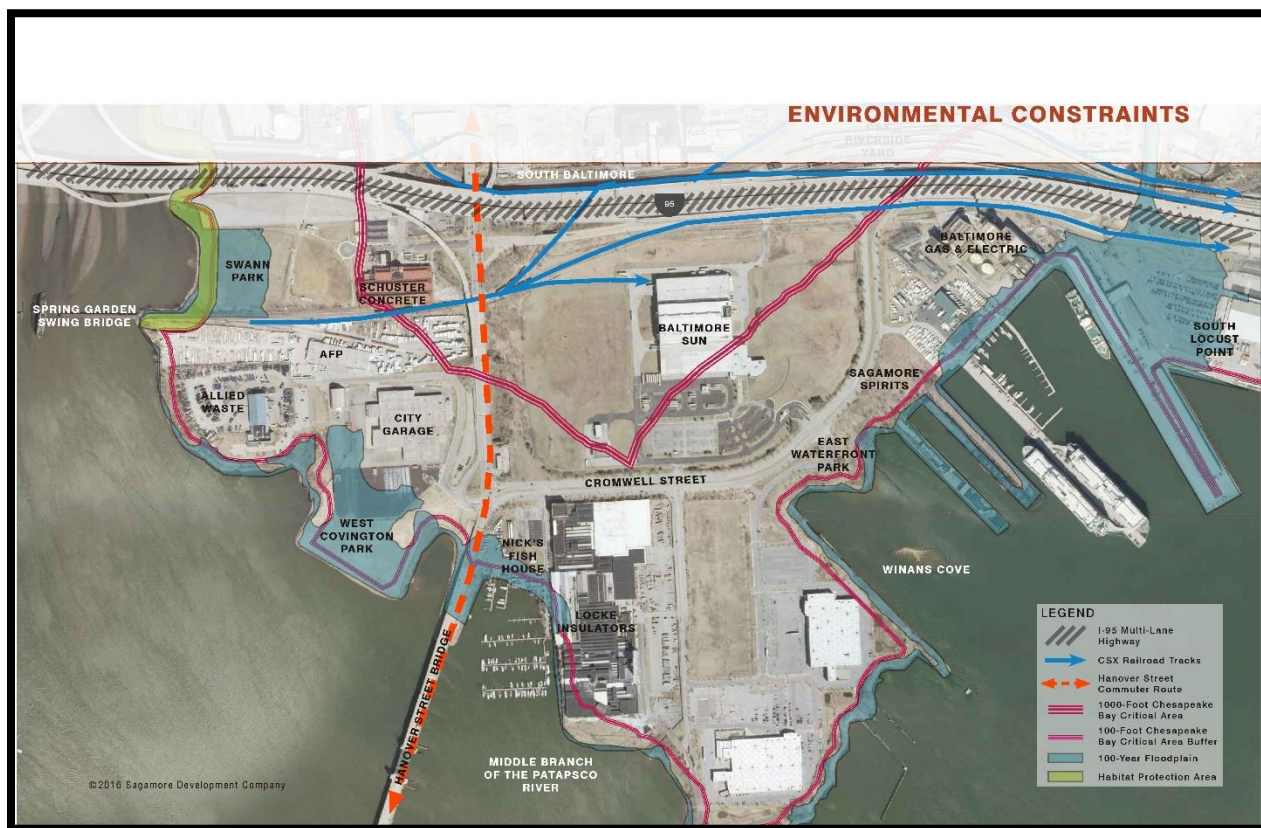 ENVIRONMENTAL CONSTRAINTS
RIVERSIDE
YARD
SOUTH BALTIMORE
95
BALTIMORE
GAS & ELECTRIC
SWANN
PARK
SCHUSTER
CONCRETE
SPRING GARDEN
SWING BRIDGE
BALTIMORE
SUN
SOUTH
LOCUST
POINT
AFP
SAGAMORE
SPIRITS
ALLIED
WASTE
CITY
GARAGE
EAST
WATERFRONT
PARK
CROMWELL STREET
WEST
COVINGTON
PARK
NICK'S
FISH
HOUSE
WINANS COVE
LOCKE
INSULATORS
HANOVER STREET BRIDGE
MIDDLE BRANCH
OF THE PATAPSCO
RIVER
LEGEND
I-95 Multi-Lane
Highway
CSX Railroad Tracks
Hanover Street
Commuter Route
1000-Foot Chesapeake
Bay Critical Area
100-Foot Chesapeake
Bay Critical Area Buffer
100-Year Floodplain
Habitat Protection Area
©2016 Sagamore Development Company